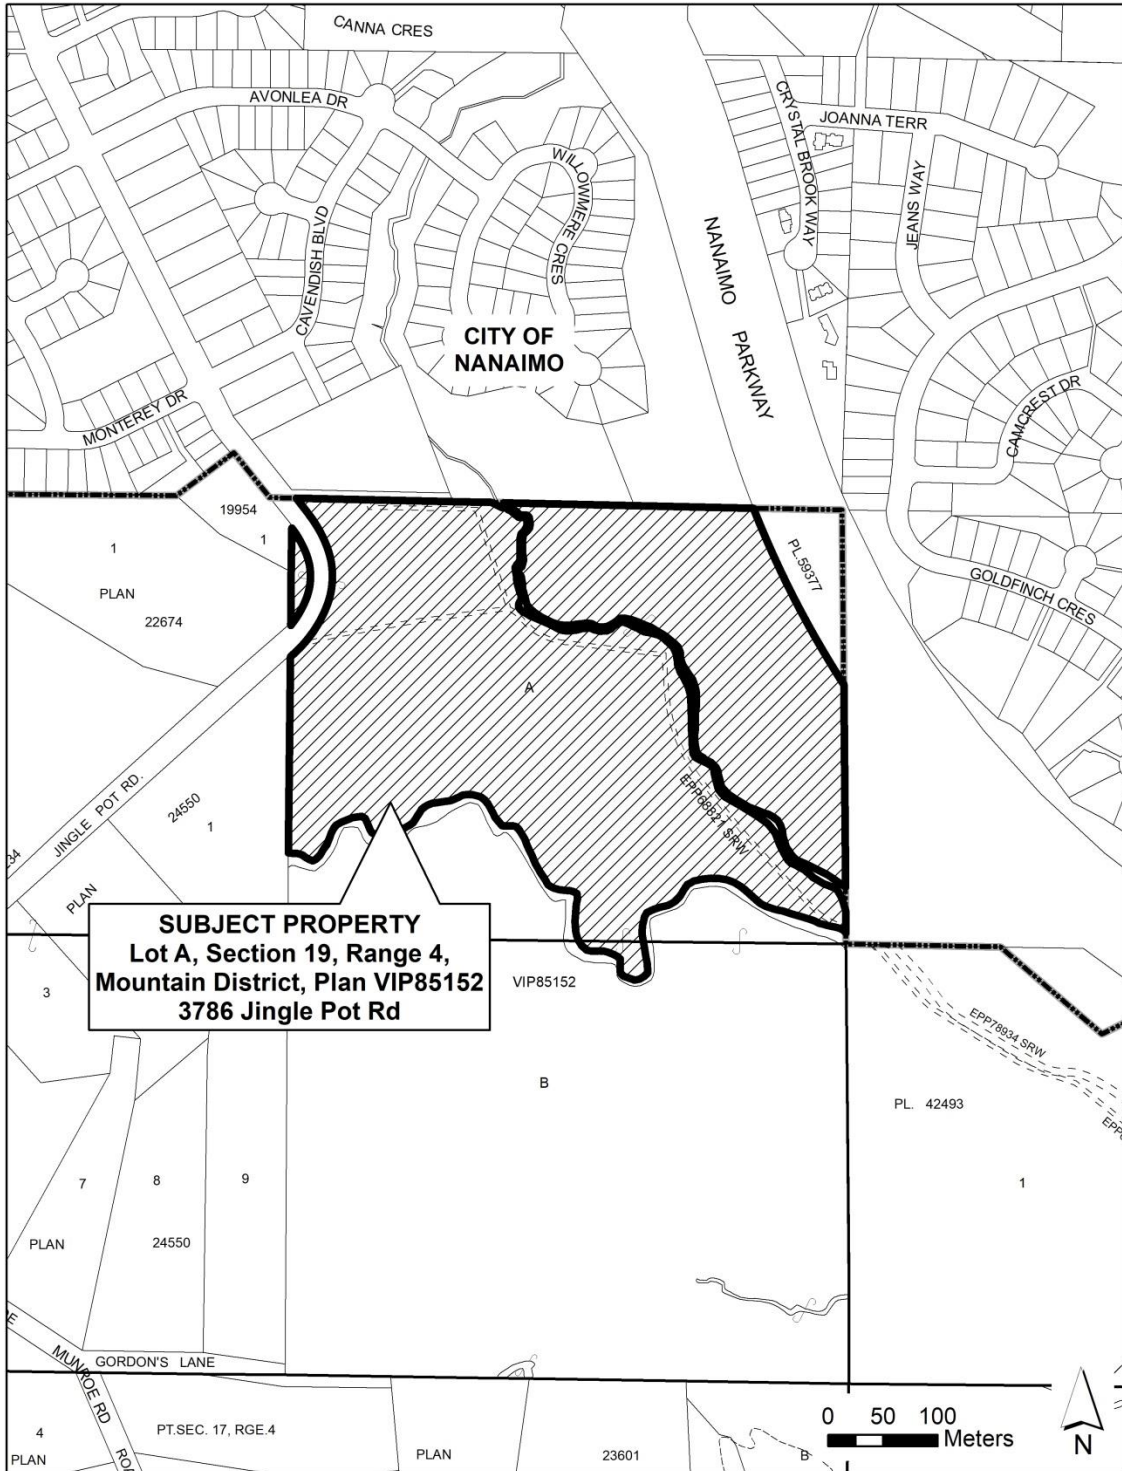 CANNA CRES
AVONLEA DR
WILLOWMERE CRES
CRYSTAL BROOK WAY
JOANNA TERR
JEANS WAY
CAVENDISH BLVD
NANAIMO PARKWAY
CITY OF
NANAIMO
MONTEREY DR
CAMCREST DR
19954
1
1
PLAN
22674
PL.59377
GOLDFINCH CRES
A
JINGLE POT RD.
24550
1
EPP68821 SRW
PLAN
SUBJECT PROPERTY
Lot A, Section 19, Range 4,
Mountain District, Plan VIP85152
3786 Jingle Pot Rd
3
VIP85152
EPP78934 SRW
B
PL. 42493
7
8
9
1
PLAN
24550
MUNROE RD
GORDON'S LANE
4
PLAN
PT.SEC. 17, RGE.4
PLAN
23601
B
0 50 100
Meters
N